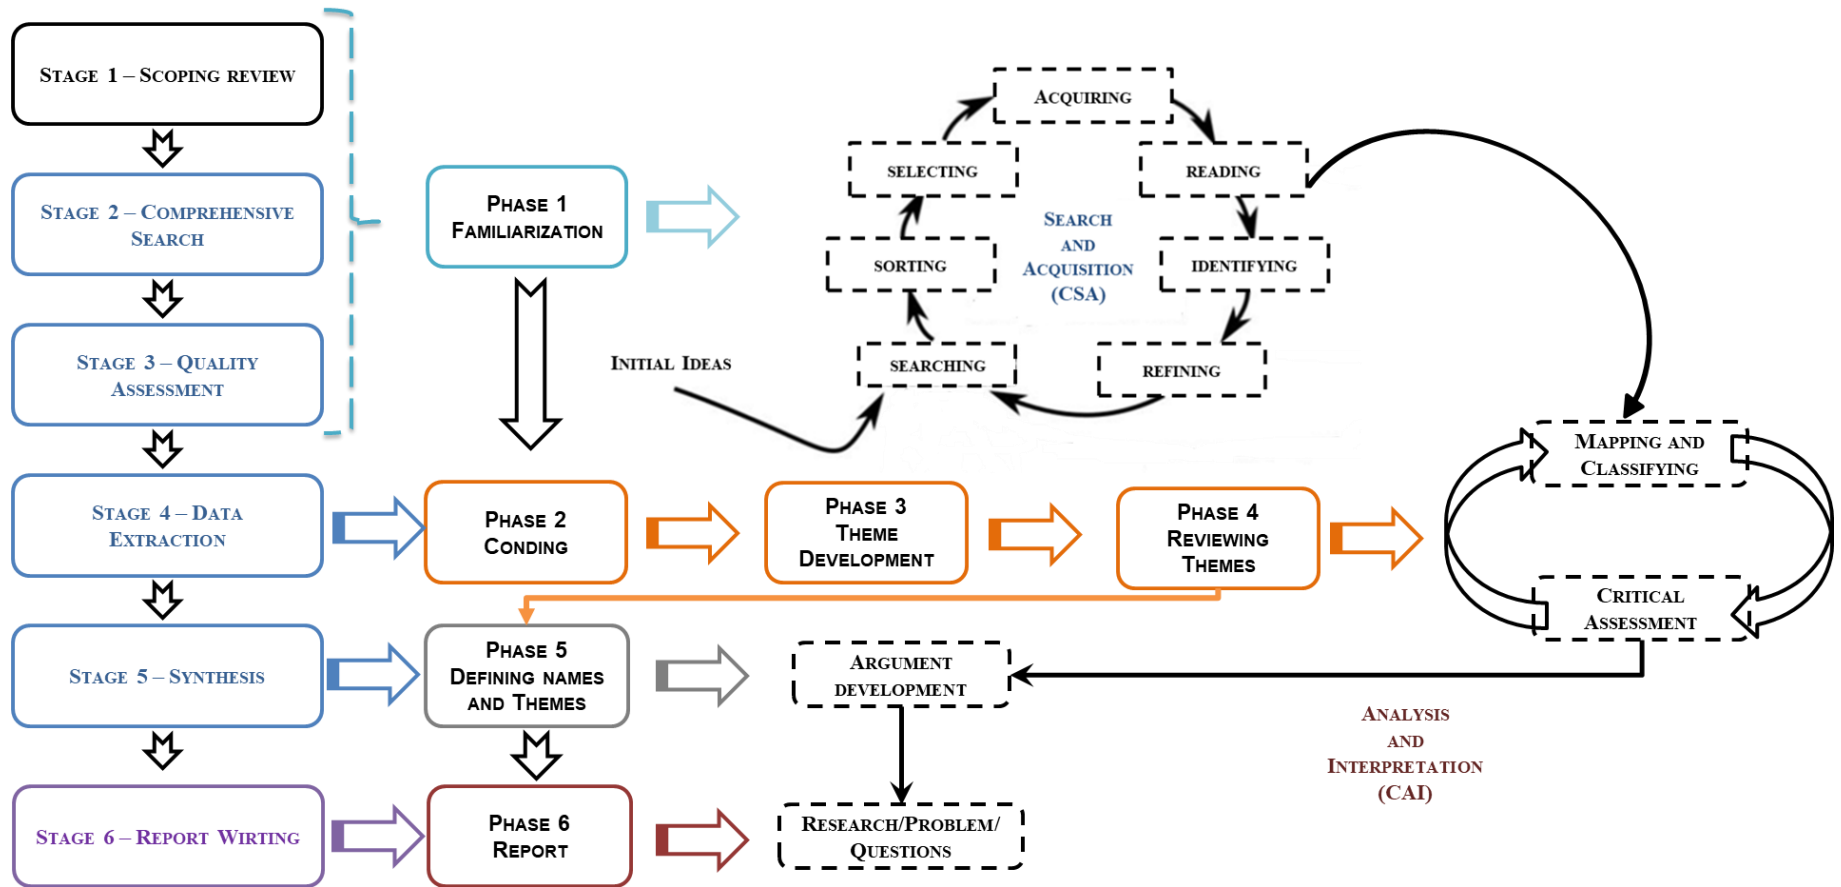 Stage 1 – Scoping review
Stage 2 – Comprehensive
Search
Stage 3 – Quality
Assessment
Stage 4 – Data
Extraction
Stage 5 – Synthesis
Stage 6 – Report Wirting
Phase 1
Familiarization
Phase 2
Conding
Phase 3
Theme
Development
Phase 4
Reviewing
Themes
Phase 5
Defining names
and Themes
Phase 6
Report
Initial Ideas
Acquiring
selecting
reading
sorting
identifying
searching
refining
Search
and
Acquisition
(CSA)
Mapping and
Classifying
Critical
Assessment
Argument
development
Research/Problem/
Questions
Analysis
and
Interpretation
(CAI)